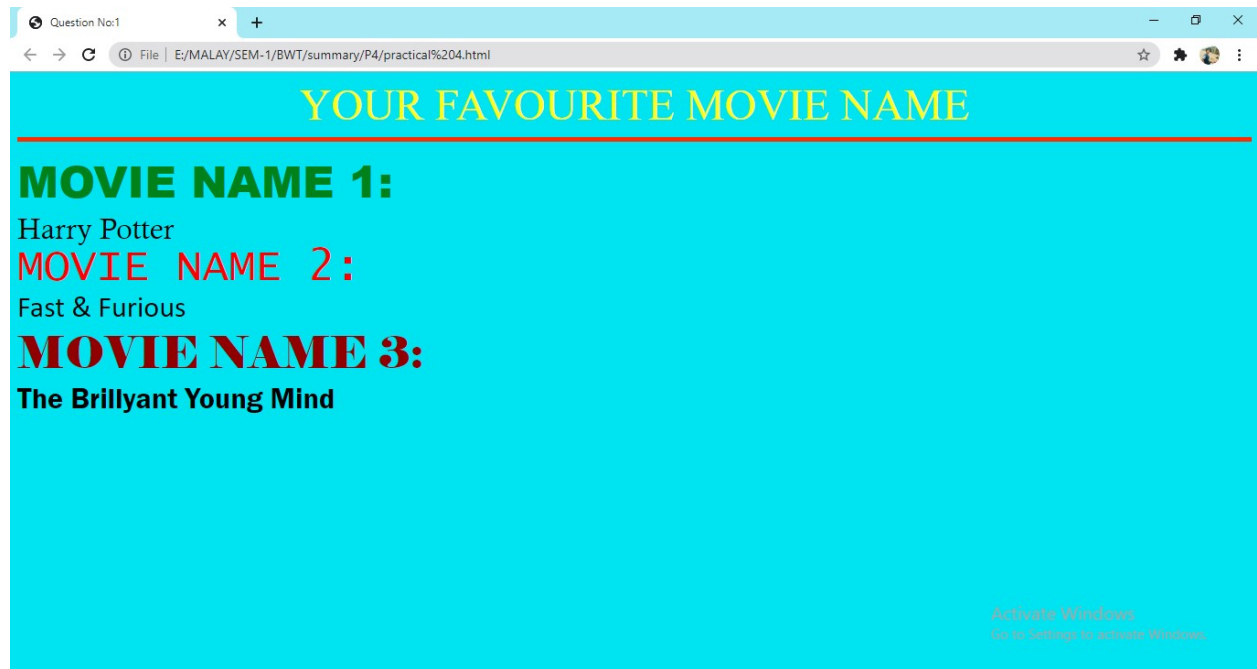 Question No:1
File | E:/MALAY/SEM-1/BWT/summary/P4/practical%204.html
YOUR FAVOURITE MOVIE NAME
MOVIE NAME 1:
Harry Potter
MOVIE NAME 2:
Fast & Furious
MOVIE NAME 3:
The Brillyant Young Mind
Activate Windows
Go to Settings to activate Windows.